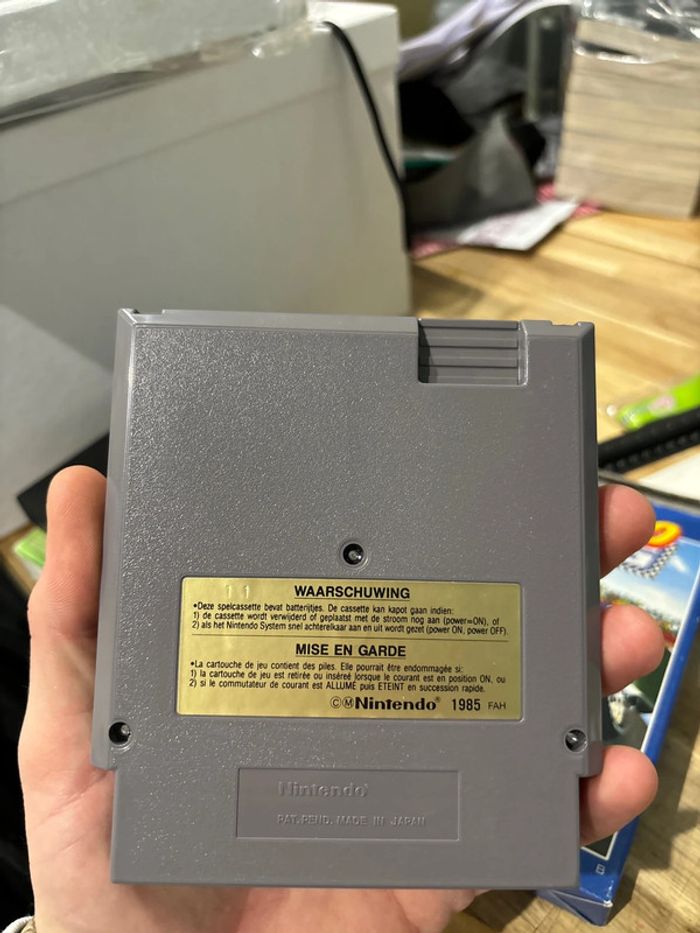 11
WAARSCHUWING
•Deze spelcassette bevat batterijtjes. De cassette kan kapot gaan indien:
1) de cassette wordt verwijderd of geplaatst met de stroom nog aan (power=ON), of
2) als het Nintendo System snel achterelkaar aan en uit wordt gezet (power ON, power OFF).
MISE EN GARDE
•La cartouche de jeu contient des piles. Elle pourrait être endommagée si:
1) la cartouche de jeu est retirée ou insérée lorsque le courant est en position ON, ou
2) si le commutateur de courant est ALLUMÉ puis ETEINT en succession rapide.
©ⓂNintendo® 1985 FAH
Nintendo®
PAT. PEND. MADE IN JAPAN